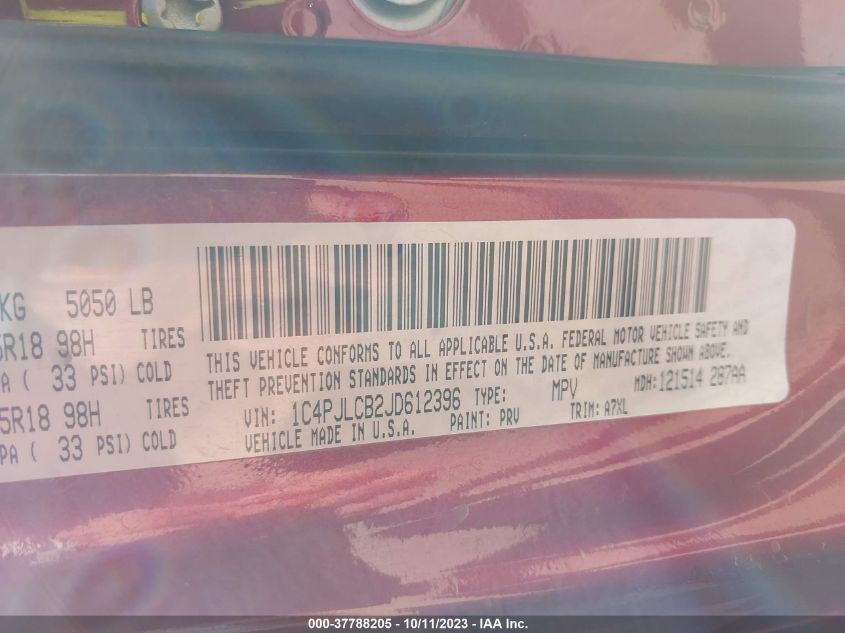 KG 5050 LB
5R18 98H TIRES
PA ( 33 PSI) COLD
5R18 98H TIRES
PA ( 33 PSI) COLD
THIS VEHICLE CONFORMS TO ALL APPLICABLE U.S.A. FEDERAL MOTOR VEHICLE SAFETY AND
THEFT PREVENTION STANDARDS IN EFFECT ON THE DATE OF MANUFACTURE SHOWN ABOVE.
VIN: 1C4PJLCB2JD612396 TYPE: MPV MDH:121514 287AA
VEHICLE MADE IN U.S.A. PAINT: PRV TRIM: A7XL
000-37788205 - 10/11/2023 - IAA Inc.